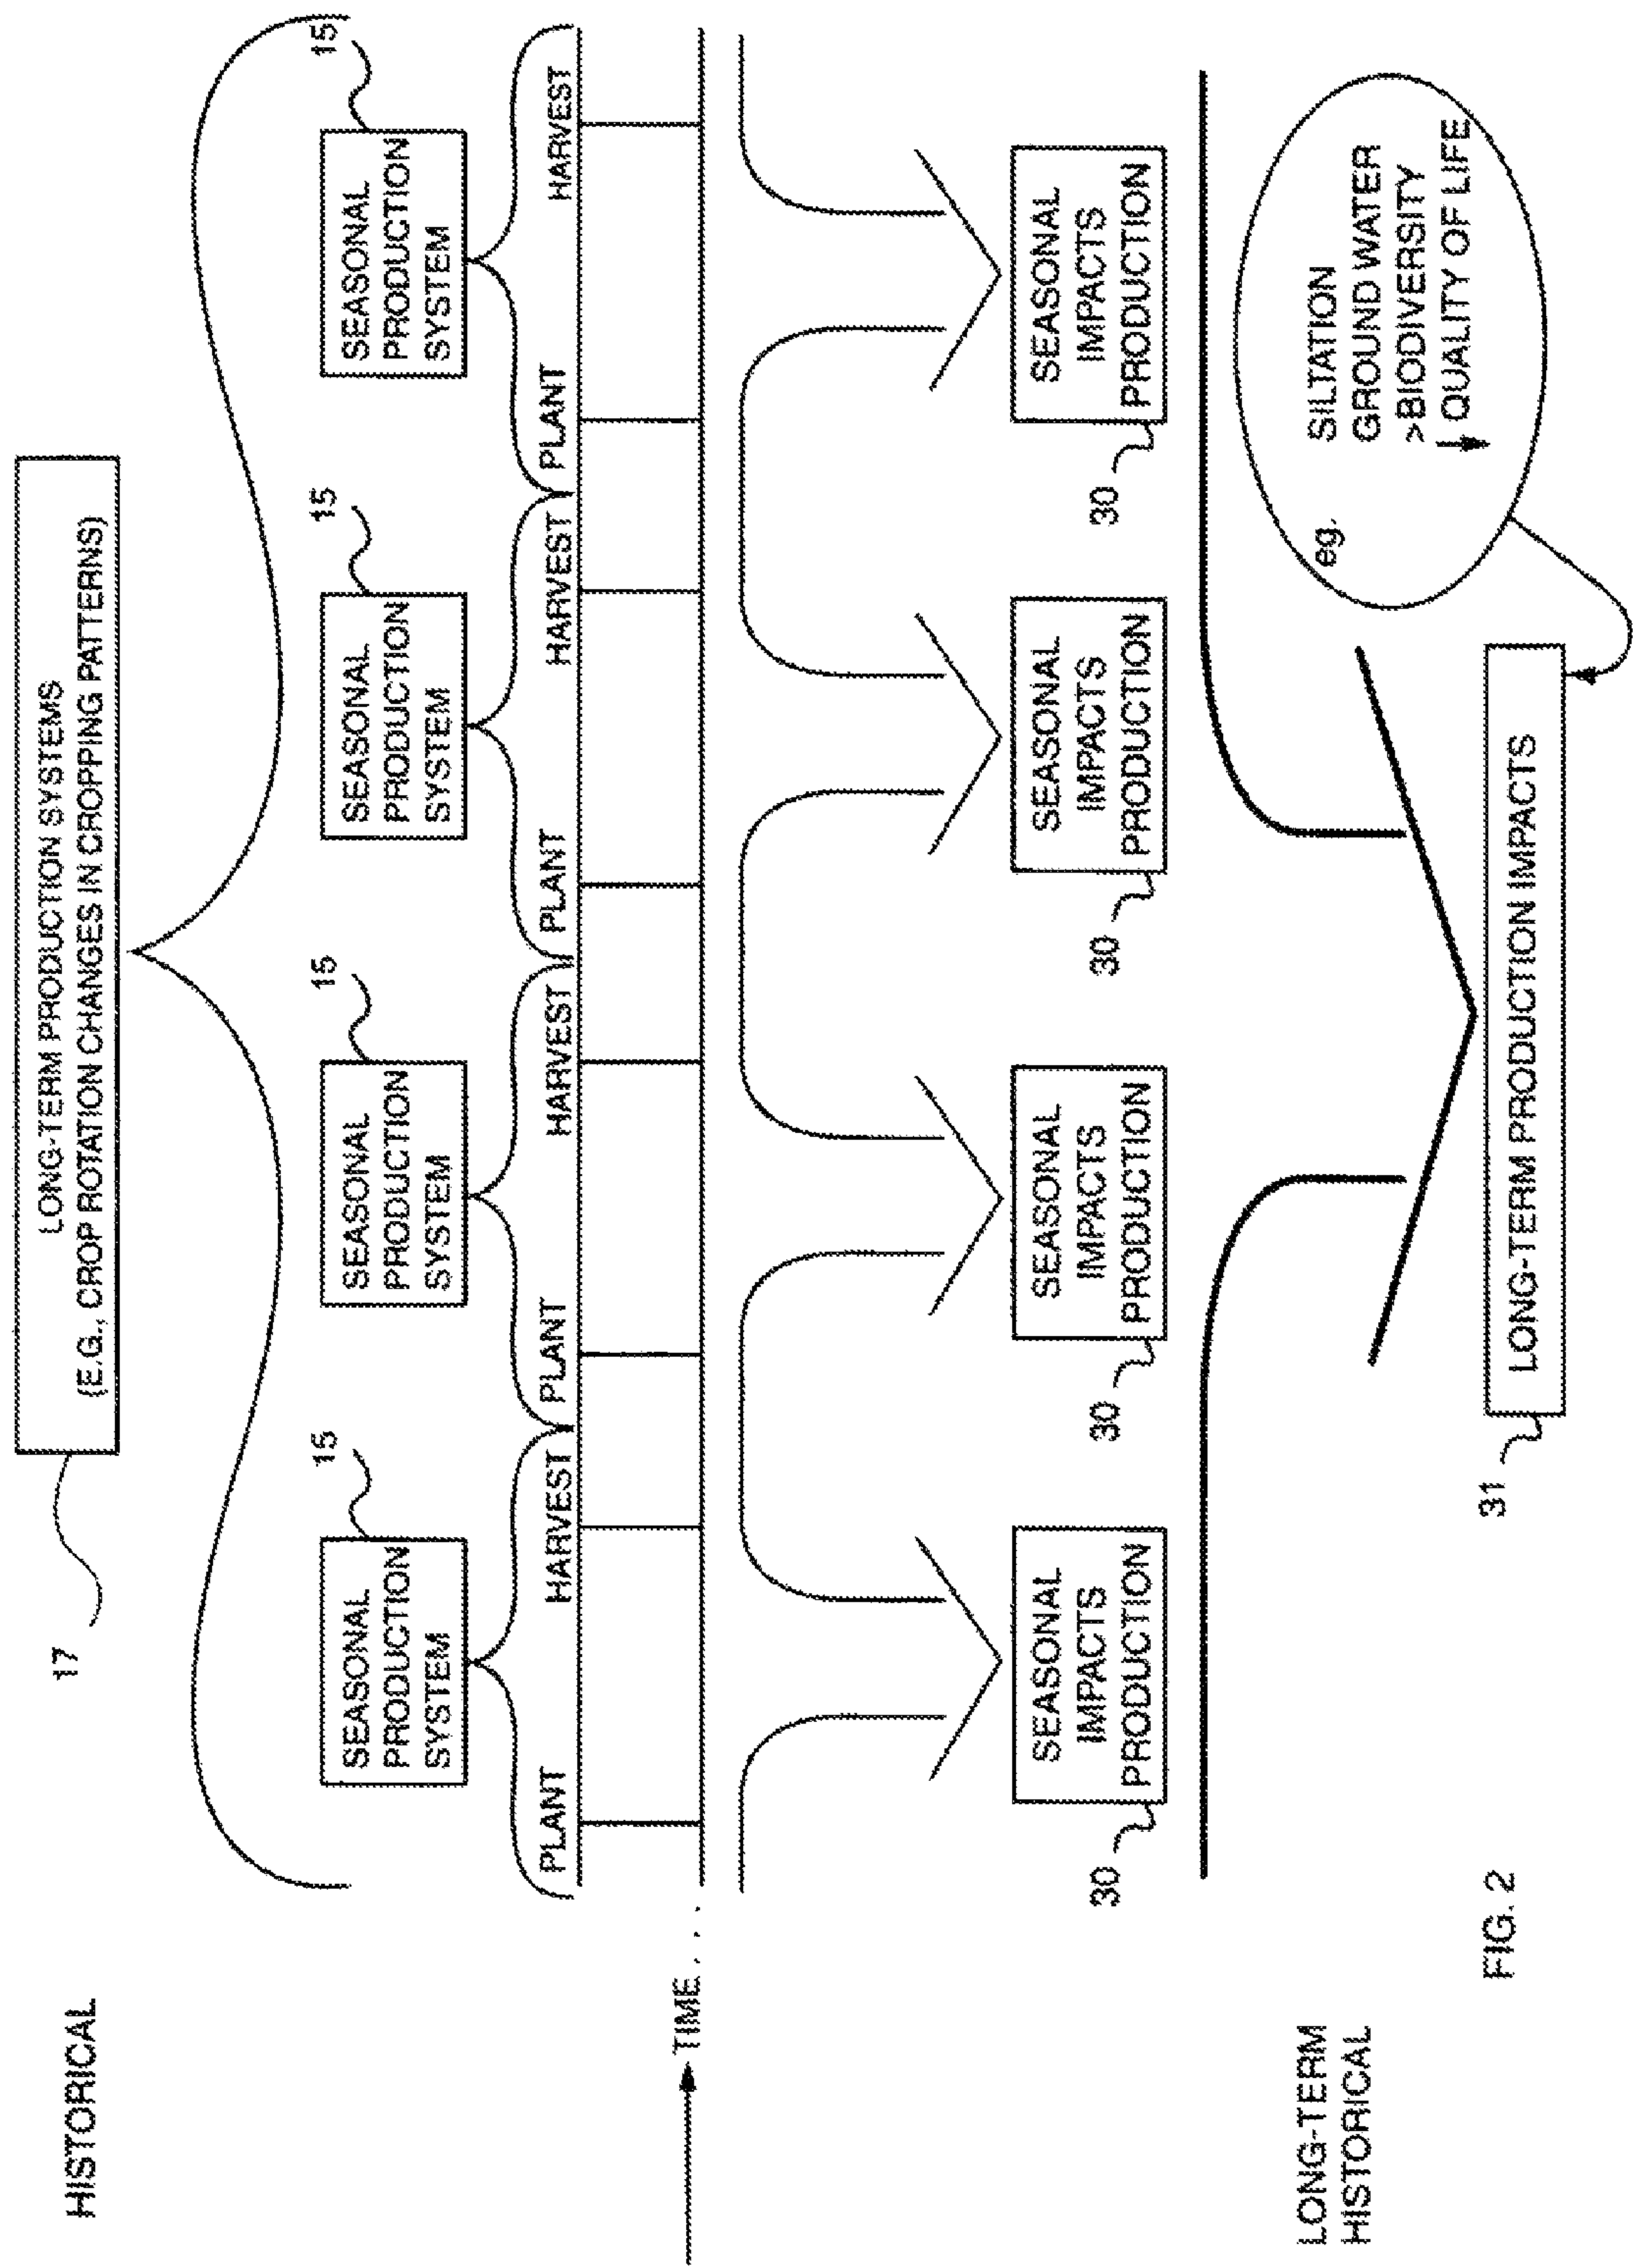 HISTORICAL
17
LONG-TERM PRODUCTION SYSTEMS
(E.G., CROP ROTATION CHANGES IN CROPPING PATTERNS)
SEASONAL
PRODUCTION
SYSTEM
15
SEASONAL
PRODUCTION
SYSTEM
15
SEASONAL
PRODUCTION
SYSTEM
15
SEASONAL
PRODUCTION
SYSTEM
15
PLANT
HARVEST
PLANT
HARVEST
PLANT
HARVEST
PLANT
HARVEST
TIME . . .
30
SEASONAL
IMPACTS
PRODUCTION
30
SEASONAL
IMPACTS
PRODUCTION
30
SEASONAL
IMPACTS
PRODUCTION
30
SEASONAL
IMPACTS
PRODUCTION
LONG-TERM
HISTORICAL
eg.
SILTATION
GROUND WATER
>BIODIVERSITY
↓ QUALITY OF LIFE
31
LONG-TERM PRODUCTION IMPACTS
FIG. 2